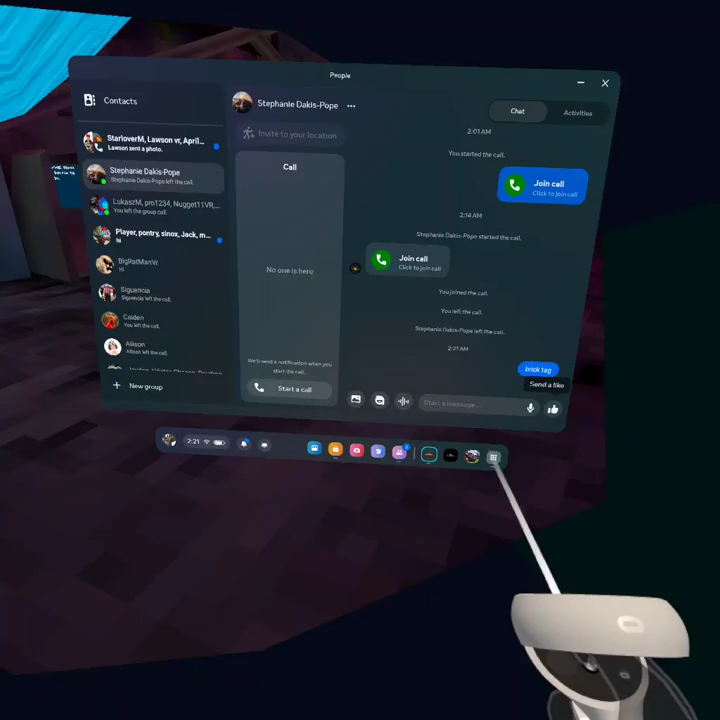 People
Contacts
StarloverM, Lawson vr, April...
Lawson sent a photo.
Stephanie Dakis-Pope
Stephanie Dakis-Pope left the call.
LukaszM, pro1234, Nugget11VR,...
You left the group call.
Player, pontry, sinox, Jack, m...
hi
BigRatManVr
Hi
Siguencia
Siguencia left the call.
Caiden
You left the call.
Allison
Allison left the call.
New group
Stephanie Dakis-Pope
Invite to your location
Call
No one is here
We'll send a notification when you
start the call.
Start a call
Chat
Activities
2:01 AM
You started the call.
Join call
Click to join call
2:14 AM
Stephanie Dakis-Pope started the call.
Join call
Click to join call
You joined the call.
You left the call.
Stephanie Dakis-Pope left the call.
2:21 AM
brick tag
Send a like
Start a message...
2:21